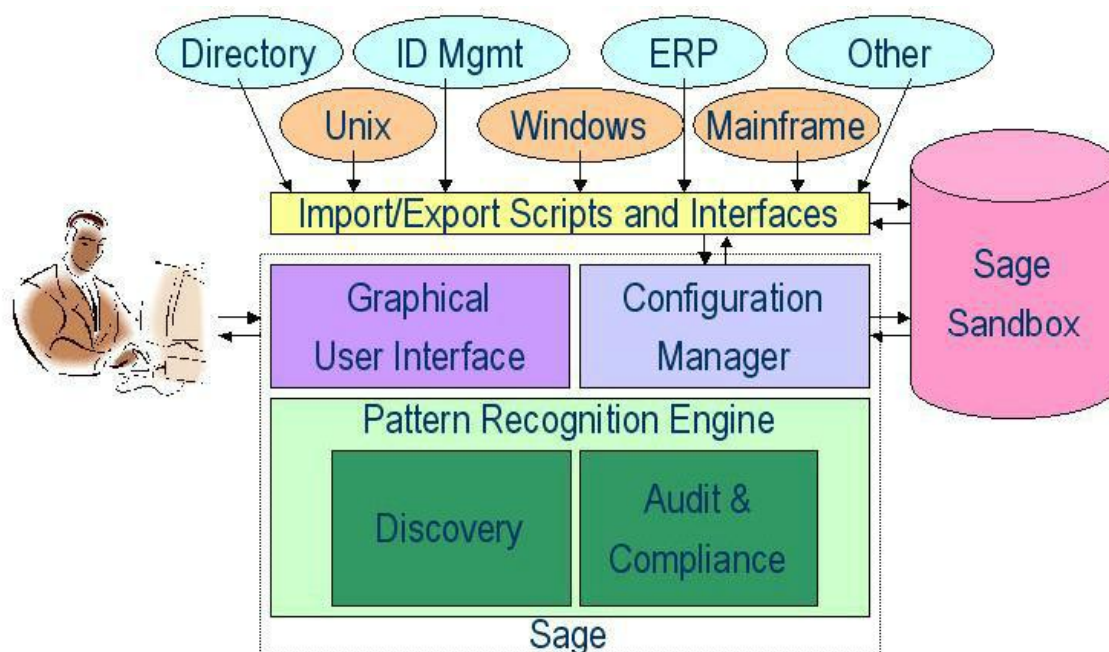 Directory
ID Mgmt
ERP
Other
Unix
Windows
Mainframe
Import/Export Scripts and Interfaces
Graphical
User Interface
Configuration
Manager
Sage
Sandbox
Pattern Recognition Engine
Discovery
Audit &
Compliance
Sage